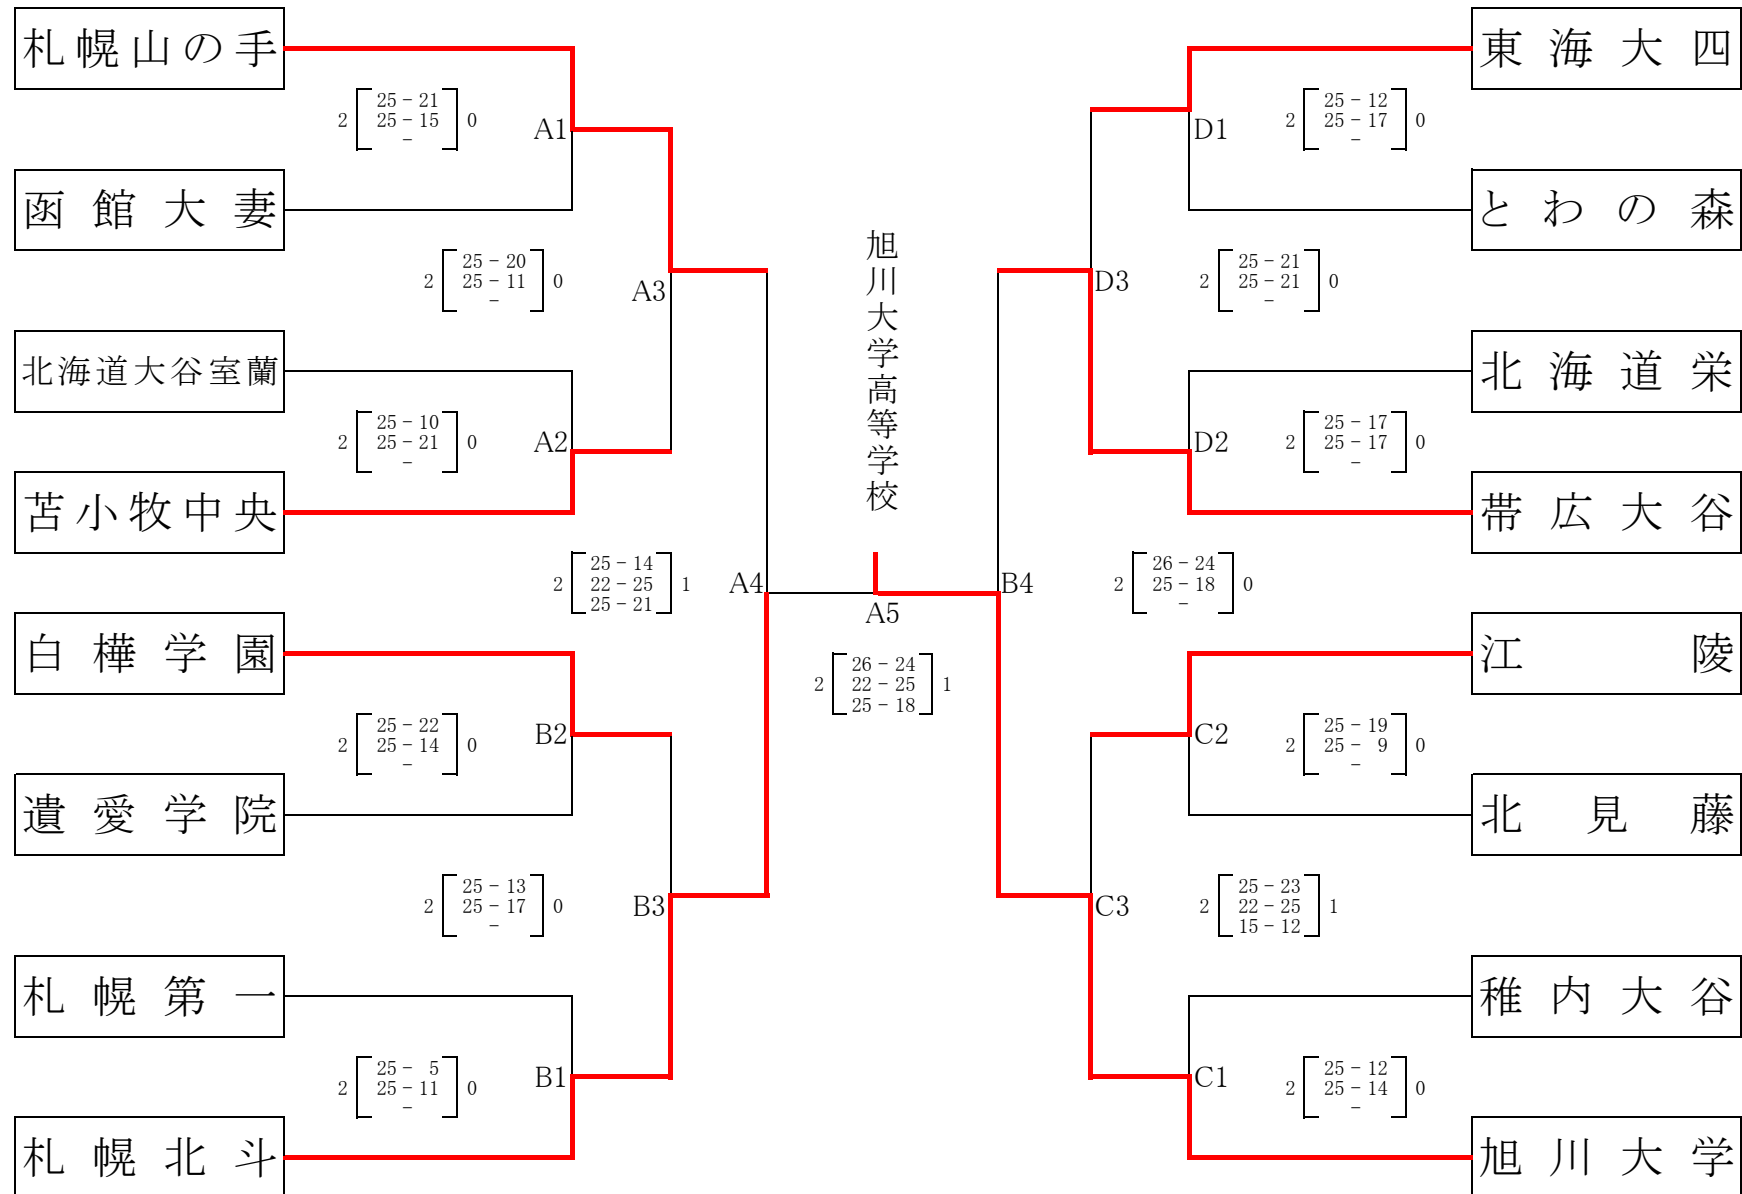 札幌山の手
函館大妻
北海道大谷室蘭
苫小牧中央
白樺学園
遺愛学院
札幌第一
札幌北斗
2 25－21 0
25－15
－
A1
2 25－20 0
25－11
－
A3
2 25－10 0
25－21
－
A2
2 25－14 1
22－25
25－21
A4
2 25－22 0
25－14
－
B2
2 25－13 0
25－17
－
B3
2 25－ 5 0
25－11
－
B1
旭川大学高等学校
A5
2 26－24 1
22－25
25－18
D1
2 25－12 0
25－17
－
D3
2 25－21 0
25－21
－
D2
2 25－17 0
25－17
－
B4
2 26－24 0
25－18
－
C2
2 25－19 0
25－ 9
－
C3
2 25－23 1
22－25
15－12
C1
2 25－12 0
25－14
－
東海大四
とわの森
北海道栄
帯広大谷
江陵
北見藤
稚内大谷
旭川大学